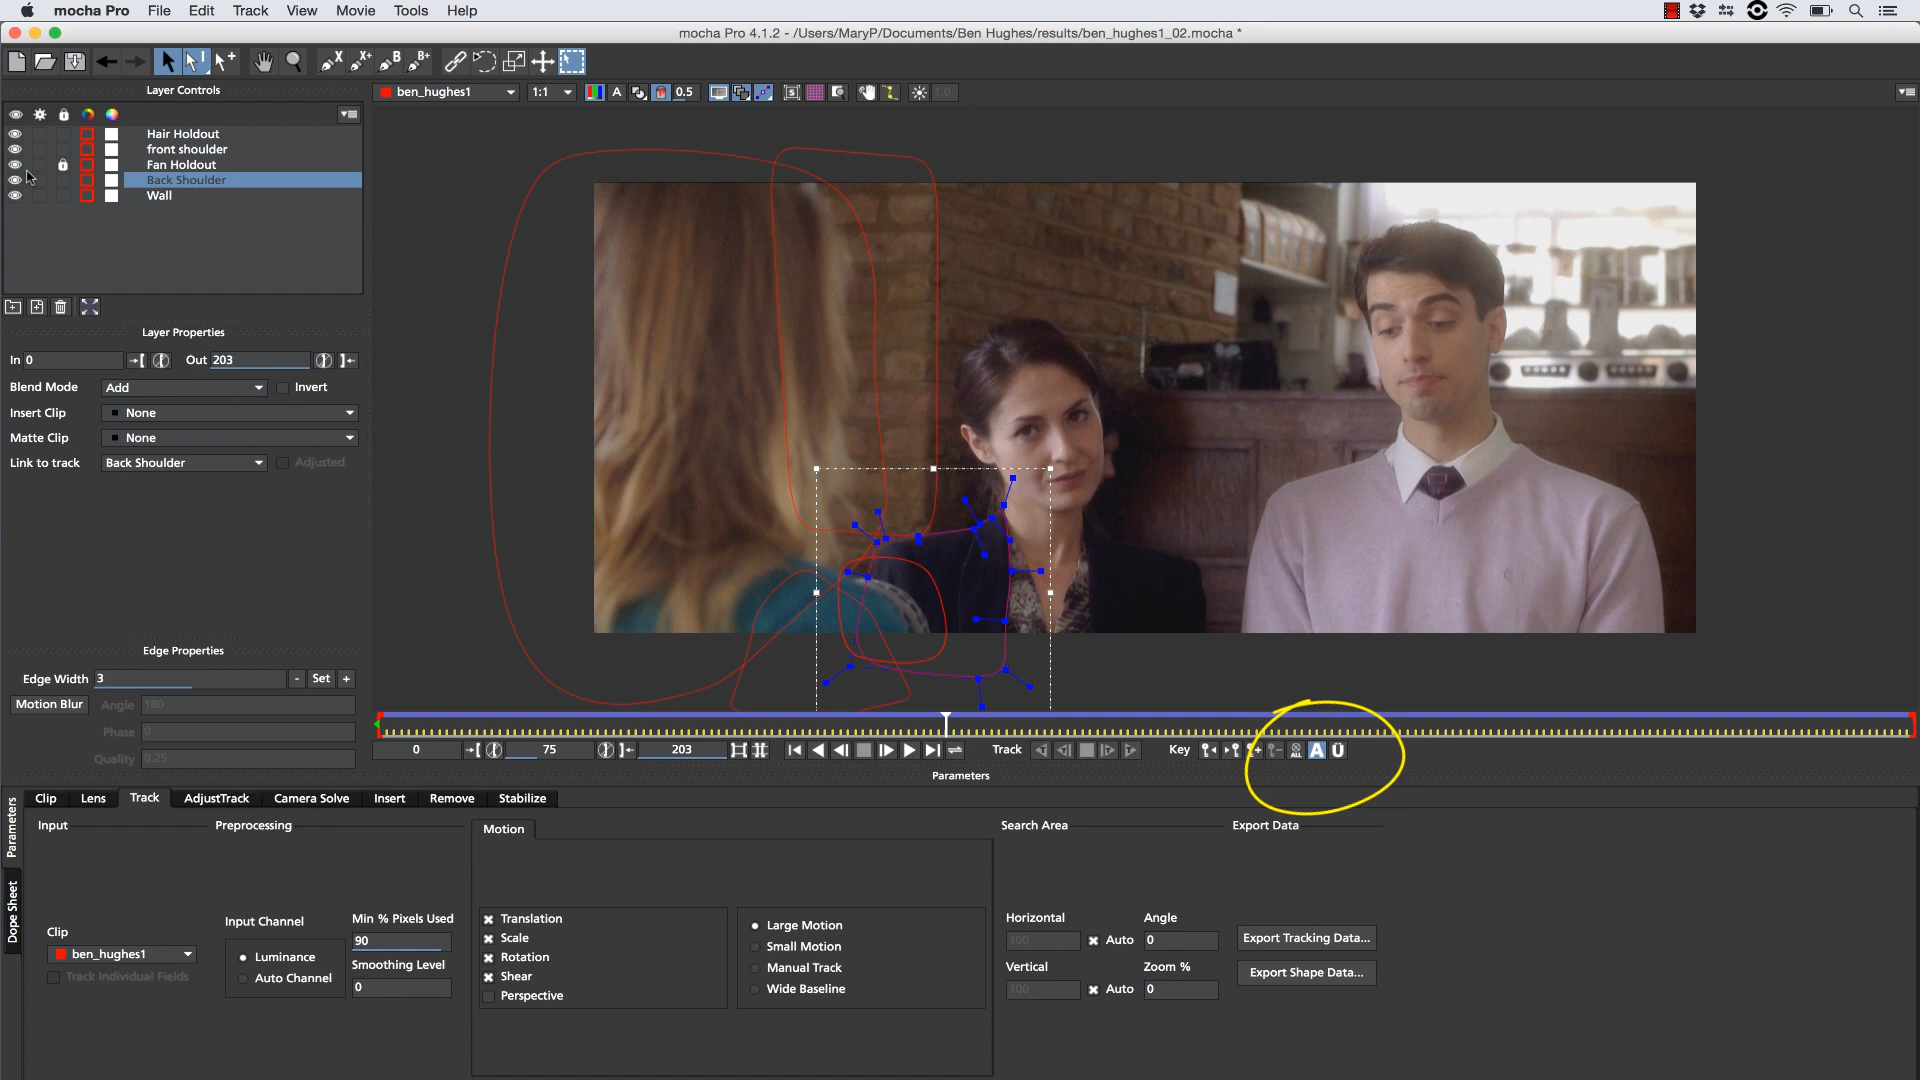 mocha Pro File Edit Track View Movie Tools Help
mocha Pro 4.1.2 - /Users/MaryP/Documents/Ben Hughes/results/ben_hughes1_02.mocha *
Layer Controls
ben_hughes1 1:1 A 0.5 1.0
Hair Holdout
front shoulder
Fan Holdout
Back Shoulder
Wall
Layer Properties
In 0 Out 203
Blend Mode Add Invert
Insert Clip None
Matte Clip None
Link to track Back Shoulder Adjusted
Edge Properties
Edge Width 3 - Set +
Motion Blur Angle 180
Phase 0
Quality 0.25
0 75 203 Track Key ALL A Ü
Parameters
Parameters
Dope Sheet
Clip Lens Track AdjustTrack Camera Solve Insert Remove Stabilize
Input Preprocessing Motion Search Area Export Data
Clip
ben_hughes1
Track Individual Fields
Input Channel
Luminance
Auto Channel
Min % Pixels Used
90
Smoothing Level
0
Translation
Scale
Rotation
Shear
Perspective
Large Motion
Small Motion
Manual Track
Wide Baseline
Horizontal Angle
100 Auto 0
Vertical Zoom %
100 Auto 0
Export Tracking Data...
Export Shape Data...